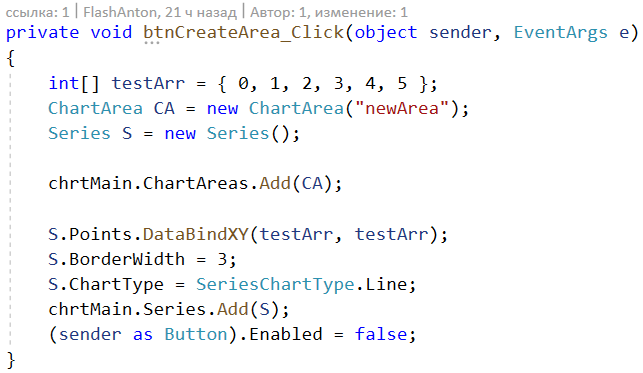 ссылка: 1 | FlashAnton, 21 ч назад | Автор: 1, изменение: 1
private void btnCreateArea_Click(object sender, EventArgs e)
{
    int[] testArr = { 0, 1, 2, 3, 4, 5 };
    ChartArea CA = new ChartArea("newArea");
    Series S = new Series();

    chrtMain.ChartAreas.Add(CA);

    S.Points.DataBindXY(testArr, testArr);
    S.BorderWidth = 3;
    S.ChartType = SeriesChartType.Line;
    chrtMain.Series.Add(S);
    (sender as Button).Enabled = false;
}